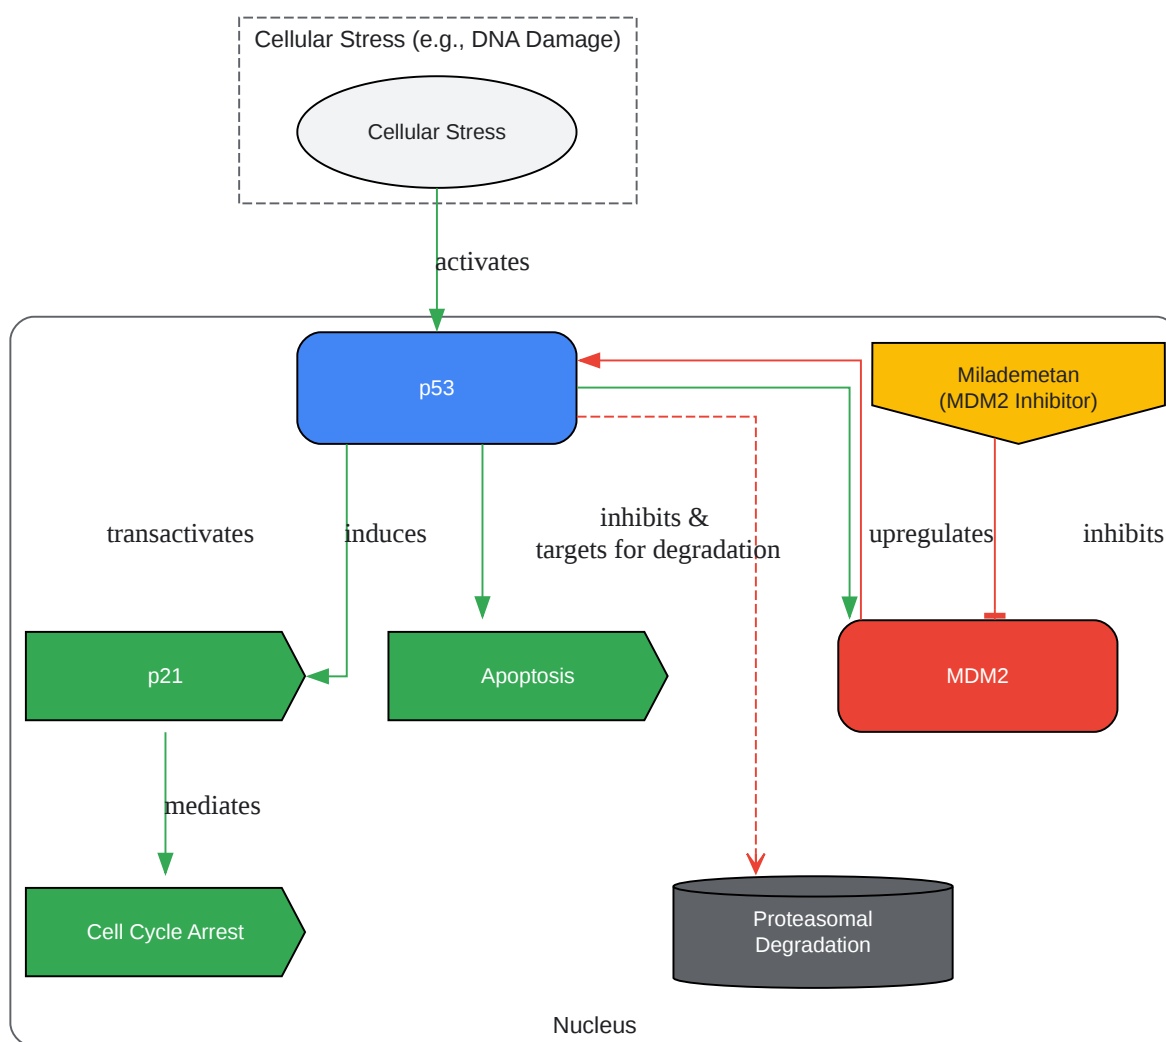 Cellular Stress (e.g., DNA Damage)
Cellular Stress
activates
p53
Milademetan
(MDM2 Inhibitor)
transactivates
induces
inhibits &
targets for degradation
upregulates
inhibits
p21
Apoptosis
MDM2
mediates
Cell Cycle Arrest
Proteasomal
Degradation
Nucleus